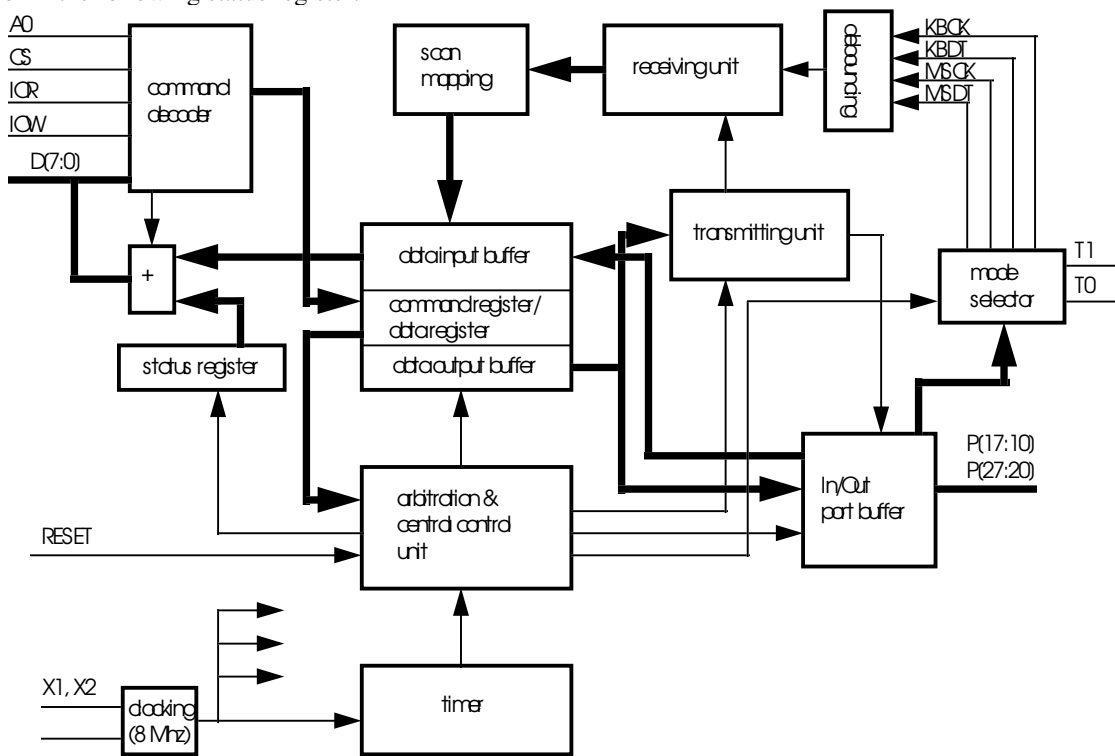 A0
CS
IOR
IOW
D(7:0)
command
decoder
scan
mapping
receiving unit
debouncing
KBCK
KBDT
MSCK
MSDT
+
data input buffer
command register/
data register
data output buffer
transmitting unit
mode
selector
T1
T0
status register
arbitration &
central control
unit
In/Out
port buffer
P(17:10)
P(27:20)
RESET
X1, X2
clocking
(8 Mhz)
timer